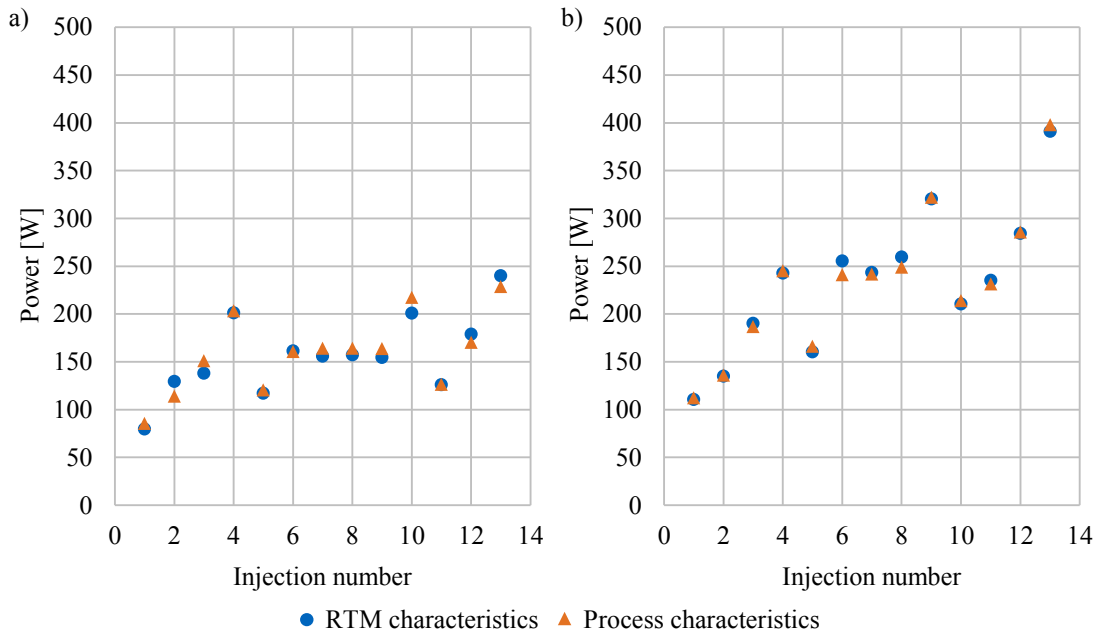 a)
500
450
400
350
300
250
200
150
100
50
0
Power [W]
0 2 4 6 8 10 12 14
Injection number
b)
500
450
400
350
300
250
200
150
100
50
0
Power [W]
0 2 4 6 8 10 12 14
Injection number
RTM characteristics Process characteristics